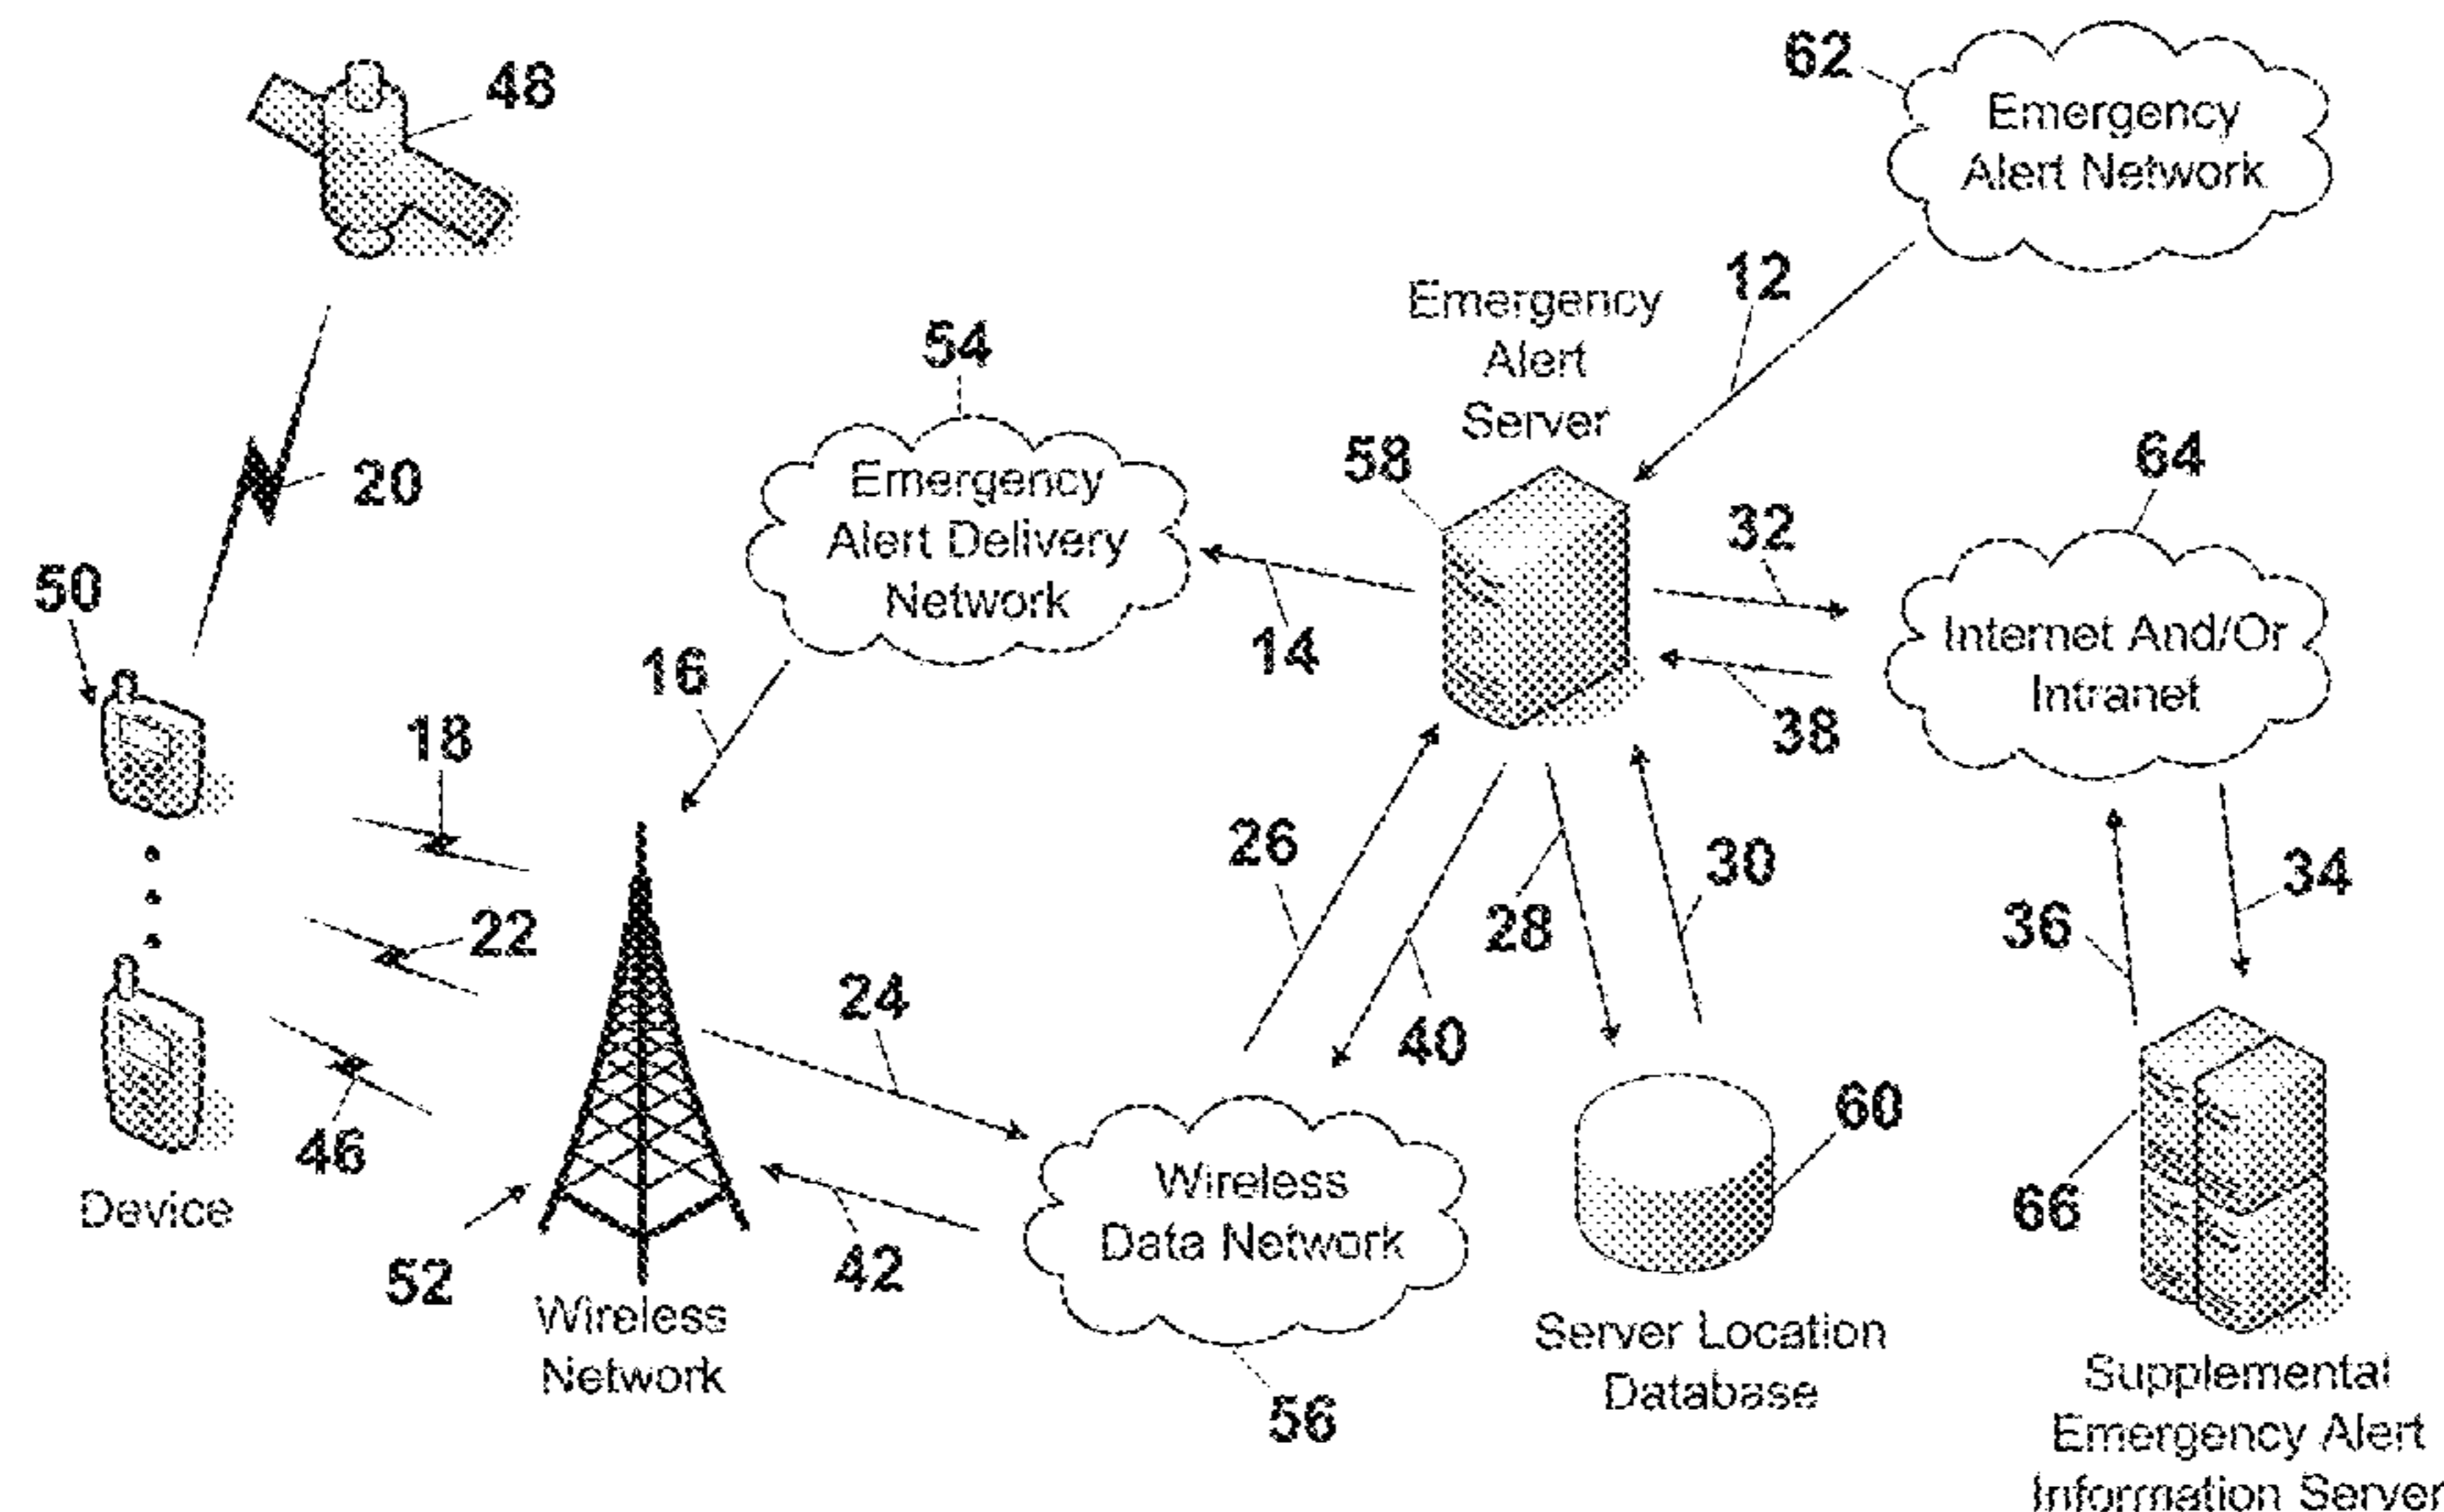 48
62
Emergency
Alert Network
12
Emergency
Alert
Server
54
58
64
20
Emergency
Alert Delivery
Network
32
50
14
Internet And/Or
Intranet
16
38
18
26
28
30
34
36
22
24
40
60
46
Device
Wireless
Data Network
66
52
42
Wireless
Network
Server Location
Database
56
Supplemental
Emergency Alert
Information Server